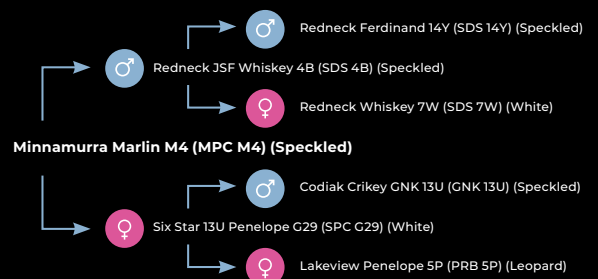 Redneck Ferdinand 14Y (SDS 14Y) (Speckled)
Redneck JSF Whiskey 4B (SDS 4B) (Speckled)
Redneck Whiskey 7W (SDS 7W) (White)
Minnamurra Marlin M4 (MPC M4) (Speckled)
Codiak Crikey GNK 13U (GNK 13U) (Speckled)
Six Star 13U Penelope G29 (SPC G29) (White)
Lakeview Penelope 5P (PRB 5P) (Leopard)